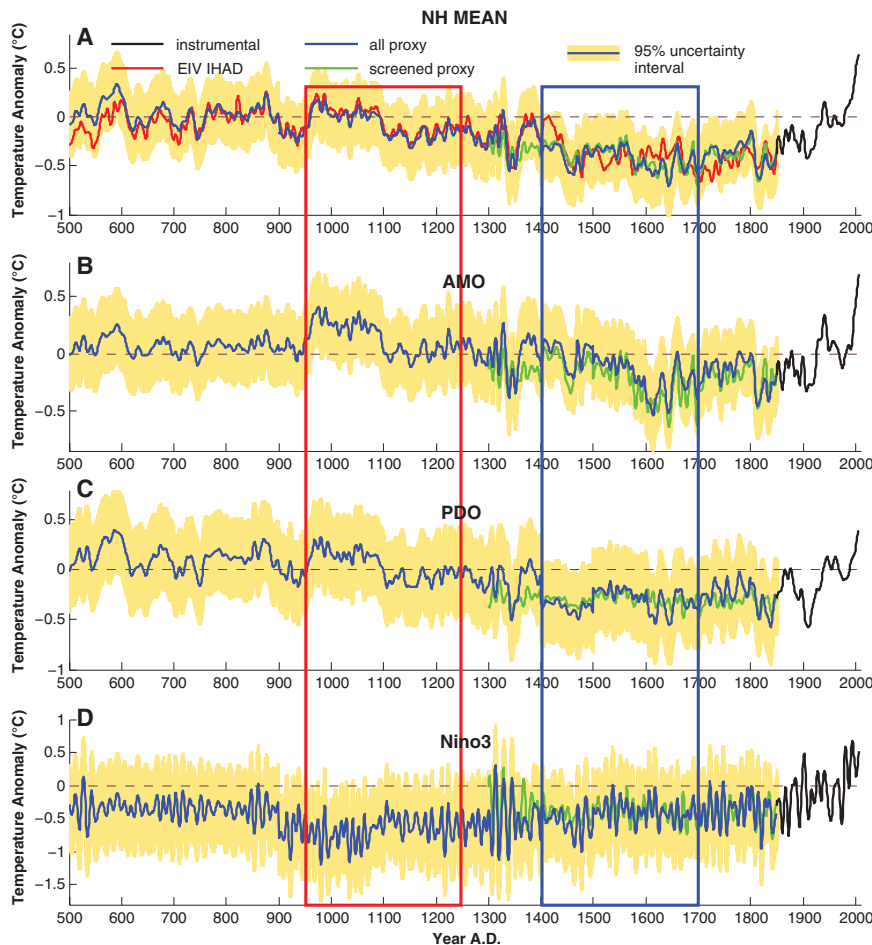 NH MEAN
A
instrumental
EIV IHAD
all proxy
screened proxy
95% uncertainty
interval
Temperature Anomaly (°C)
0.5
0
−0.5
−1
500 600 700 800 900 1000 1100 1200 1300 1400 1500 1600 1700 1800 1900 2000
B
AMO
Temperature Anomaly (°C)
0.5
0
−0.5
500 600 700 800 900 1000 1100 1200 1300 1400 1500 1600 1700 1800 1900 2000
C
PDO
Temperature Anomaly (°C)
0.5
0
−0.5
−1
500 600 700 800 900 1000 1100 1200 1300 1400 1500 1600 1700 1800 1900 2000
D
Nino3
Temperature Anomaly (°C)
1
0.5
0
−0.5
−1
−1.5
500 600 700 800 900 1000 1100 1200 1300 1400 1500 1600 1700 1800 1900 2000
Year A.D.